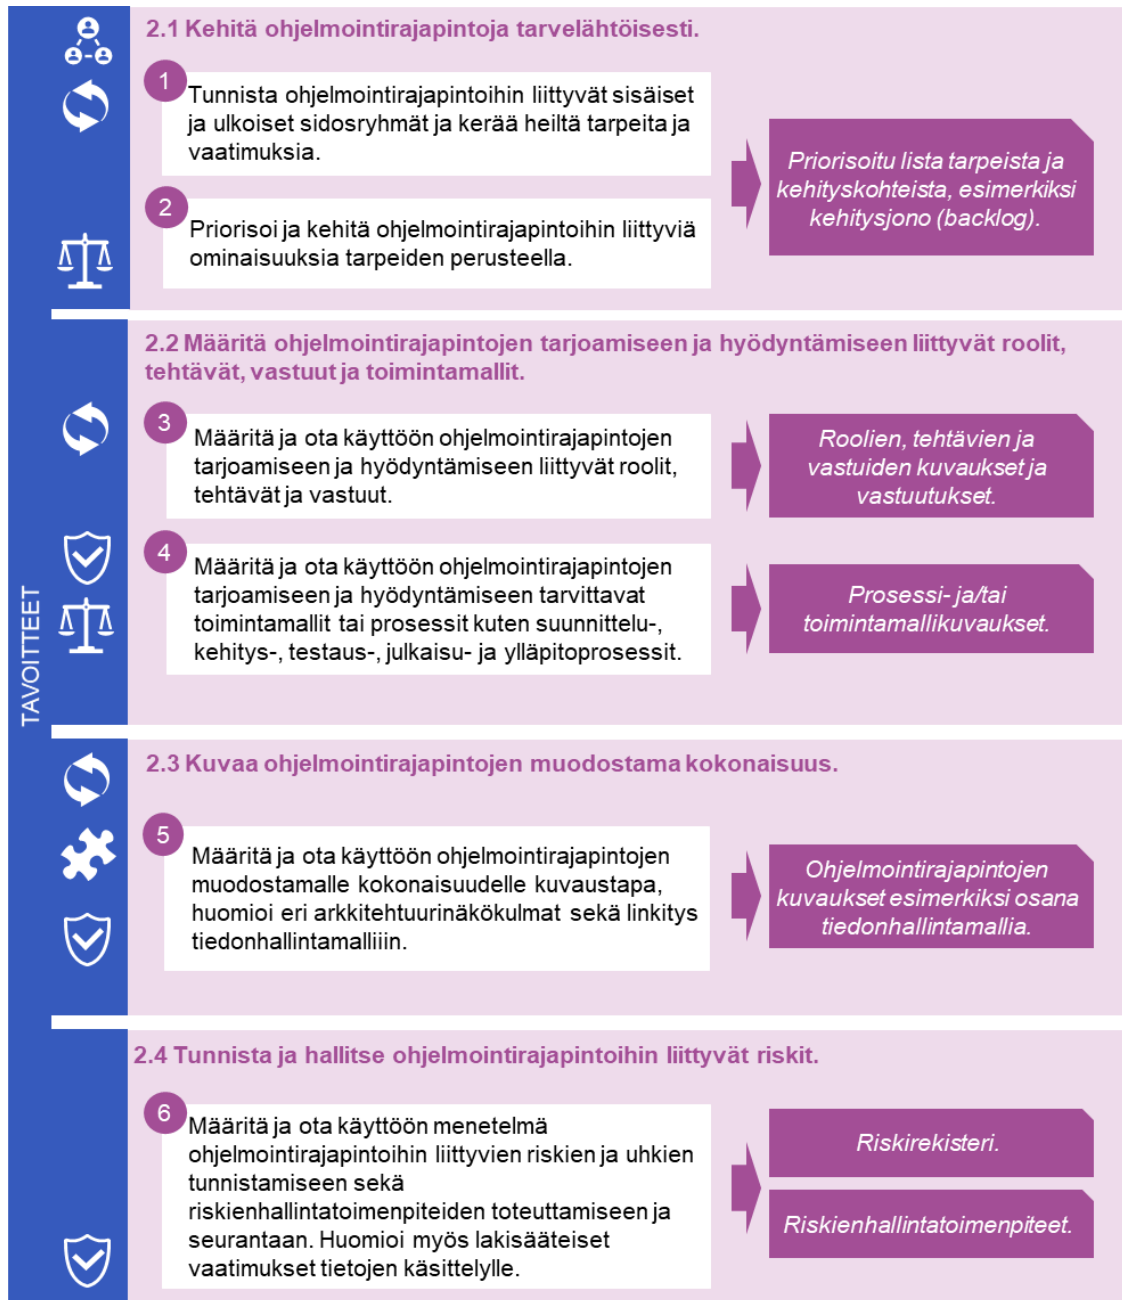 TAVOITTEET
2.1 Kehitä ohjelmointirajapintoja tarvelähtöisesti.
1
Tunnista ohjelmointirajapintoihin liittyvät sisäiset
ja ulkoiset sidosryhmät ja kerää heiltä tarpeita ja
vaatimuksia.
2
Priorisoi ja kehitä ohjelmointirajapintoihin liittyviä
ominaisuuksia tarpeiden perusteella.
Priorisoitu lista tarpeista ja
kehityskohteista, esimerkiksi
kehitysjono (backlog).
2.2 Määritä ohjelmointirajapintojen tarjoamiseen ja hyödyntämiseen liittyvät roolit,
tehtävät, vastuut ja toimintamallit.
3
Määritä ja ota käyttöön ohjelmointirajapintojen
tarjoamiseen ja hyödyntämiseen liittyvät roolit,
tehtävät ja vastuut.
Roolien, tehtävien ja
vastuiden kuvaukset ja
vastuutukset.
4
Määritä ja ota käyttöön ohjelmointirajapintojen
tarjoamiseen ja hyödyntämiseen tarvittavat
toimintamallit tai prosessit kuten suunnittelu-,
kehitys-, testaus-, julkaisu- ja ylläpitoprosessit.
Prosessi- ja/tai
toimintamallikuvaukset.
2.3 Kuvaa ohjelmointirajapintojen muodostama kokonaisuus.
5
Määritä ja ota käyttöön ohjelmointirajapintojen
muodostamalle kokonaisuudelle kuvaustapa,
huomioi eri arkkitehtuurinäkökulmat sekä linkitys
tiedonhallintamalliiin.
Ohjelmointirajapintojen
kuvaukset esimerkiksi osana
tiedonhallintamallia.
2.4 Tunnista ja hallitse ohjelmointirajapintoihin liittyvät riskit.
6
Määritä ja ota käyttöön menetelmä
ohjelmointirajapintoihin liittyvien riskien ja uhkien
tunnistamiseen sekä
riskienhallintatoimenpiteiden toteuttamiseen ja
seurantaan. Huomioi myös lakisääteiset
vaatimukset tietojen käsittelylle.
Riskirekisteri.
Riskienhallintatoimenpiteet.